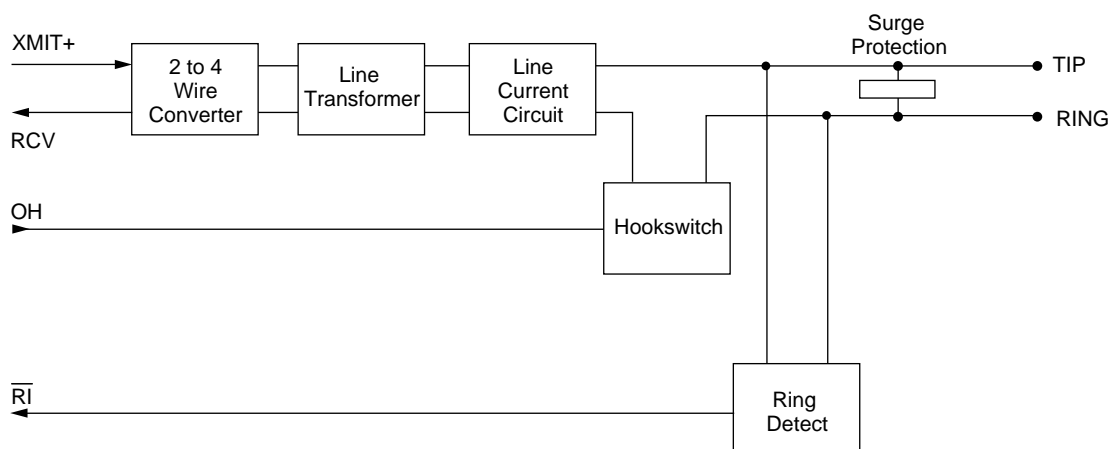 XMIT+
RCV
2 to 4
Wire
Converter
Line
Transformer
Line
Current
Circuit
Surge
Protection
TIP
RING
OH
Hookswitch
RI
Ring
Detect